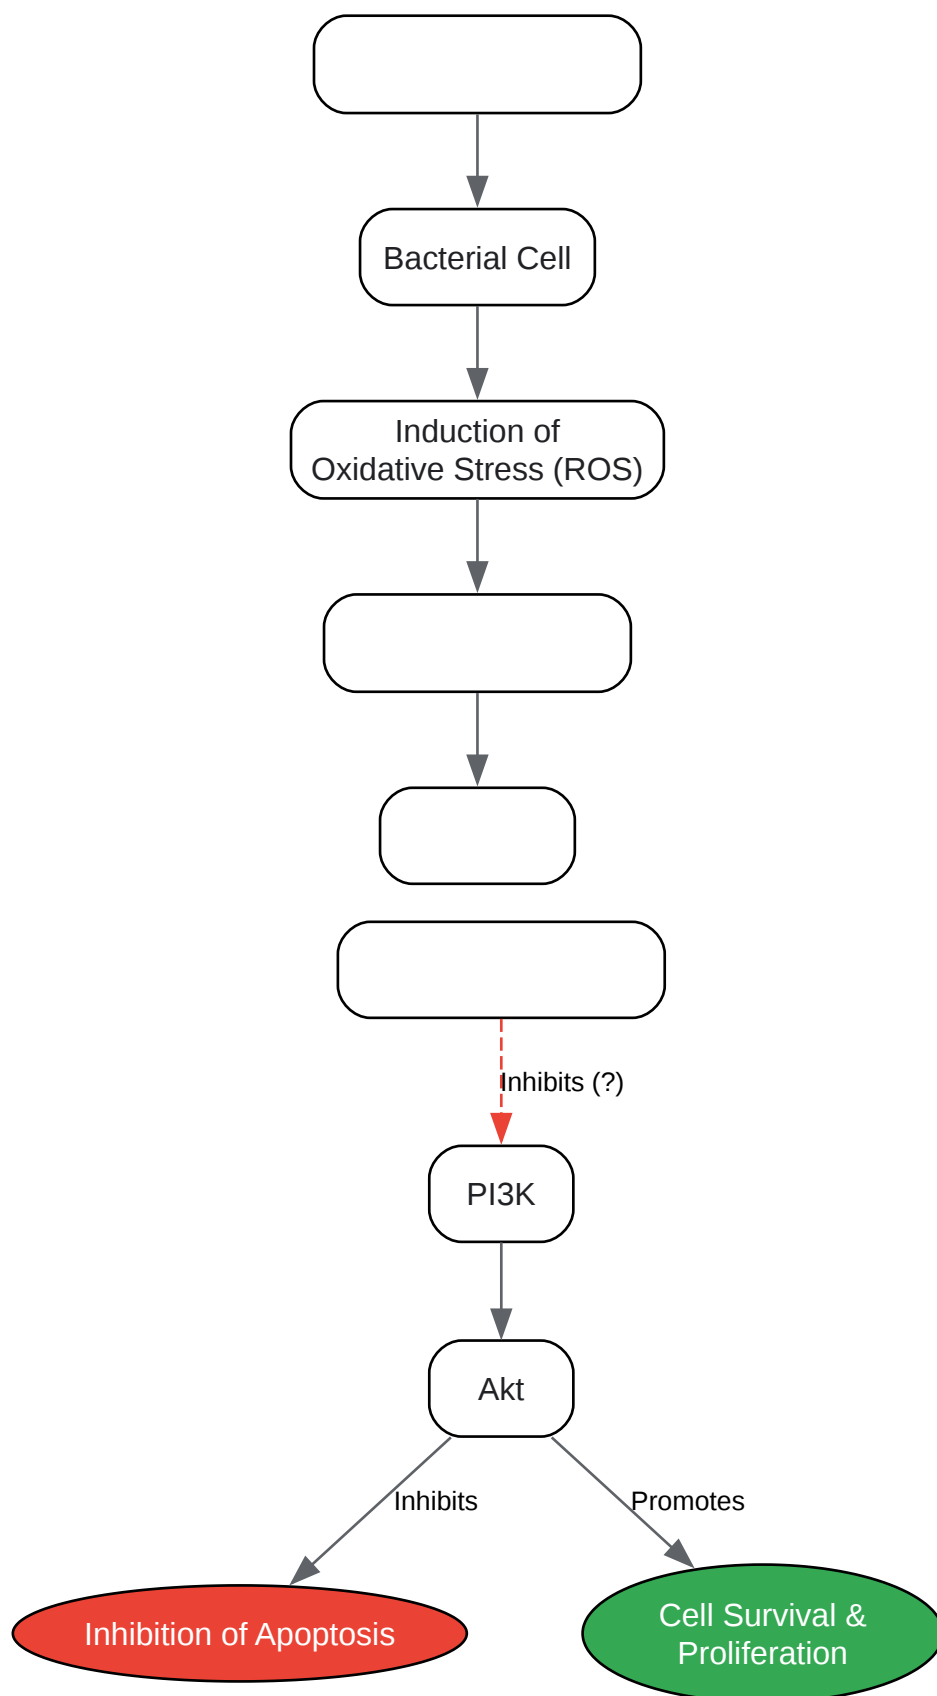 Bacterial Cell
Induction of
Oxidative Stress (ROS)
Inhibits (?)
PI3K
Akt
Inhibits
Promotes
Inhibition of Apoptosis
Cell Survival &
Proliferation